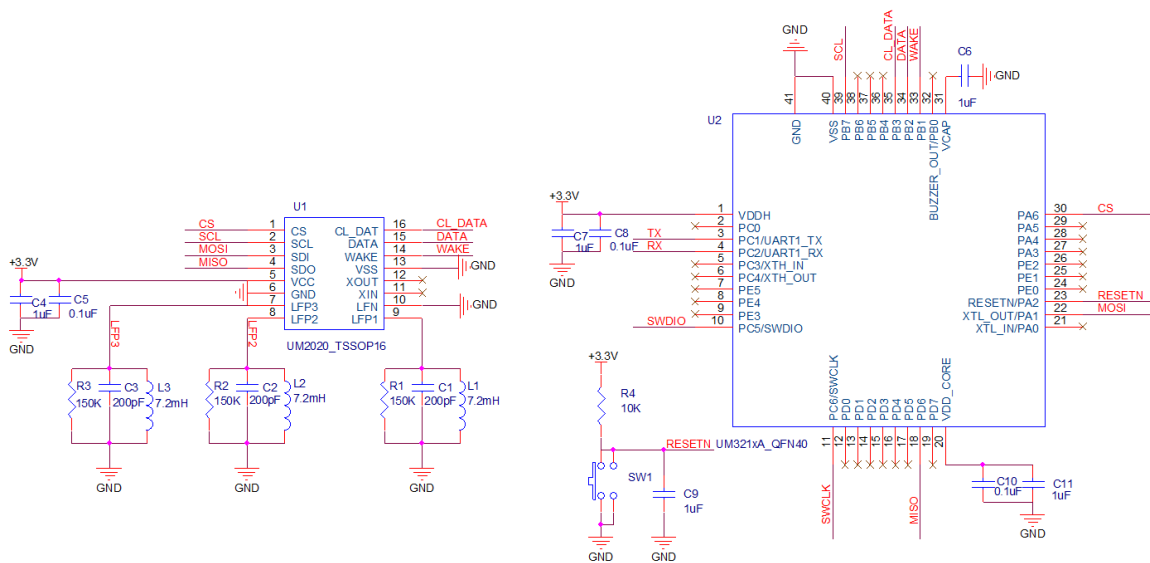 U1
CS 1 CS CL_DAT 16 CL_DATA
SCL 2 SCL DATA 15 DATA
MOSI 3 SDI WAKE 14 WAKE
MISO 4 SDO VSS 13 GND
+3.3V 5 VCC XOUT 12
6 GND XIN 11
7 LFP3 LFN 10 GND
8 LFP2 LFP1 9
UM2020_TSSOP16
C4
1uF
C5
0.1uF
GND
LFP3
LFP2
R3
150K
C3
200pF
L3
7.2mH
GND
R2
150K
C2
200pF
L2
7.2mH
GND
R1
150K
C1
200pF
L1
7.2mH
GND
GND
SCL
CL_DATA
DATA
WAKE
C6
1uF
GND
U2
41 40 39 38 37 36 35 34 33 32 31
GND VSS PB7 PB6 PB5 PB4 PB3 PB2 PB1 BUZZER_OUT/PB0 VCAP
+3.3V
C7
1uF
C8
0.1uF
GND
1 VDDH
2 PC0
TX 3 PC1/UART1_TX
RX 4 PC2/UART1_RX
5 PC3/XTH_IN
6 PC4/XTH_OUT
7 PE5
8 PE4
9 PE3
SWDIO 10 PC5/SWDIO
PA6 30 CS
PA5 29
PA4 28
PA3 27
PE2 26
PE1 25
PE0 24
RESETN/PA2 23 RESETN
XTL_OUT/PA1 22 MOSI
XTL_IN/PA0 21
PC6/SWCLK PD0 PD1 PD2 PD3 PD4 PD5 PD6 PD7 VDD_CORE
11 12 13 14 15 16 17 18 19 20
UM321xA_QFN40
SWCLK
MISO
C10
0.1uF
C11
1uF
GND
+3.3V
R4
10K
RESETN
SW1
C9
1uF
GND
GND